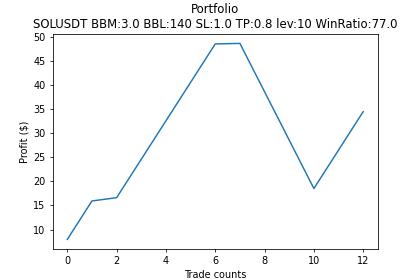 Portfolio
SOLUSDT BBM:3.0 BBL:140 SL:1.0 TP:0.8 lev:10 WinRatio:77.0
50
45
40
35
30
25
20
15
10
Profit ($)
0 2 4 6 8 10 12
Trade counts